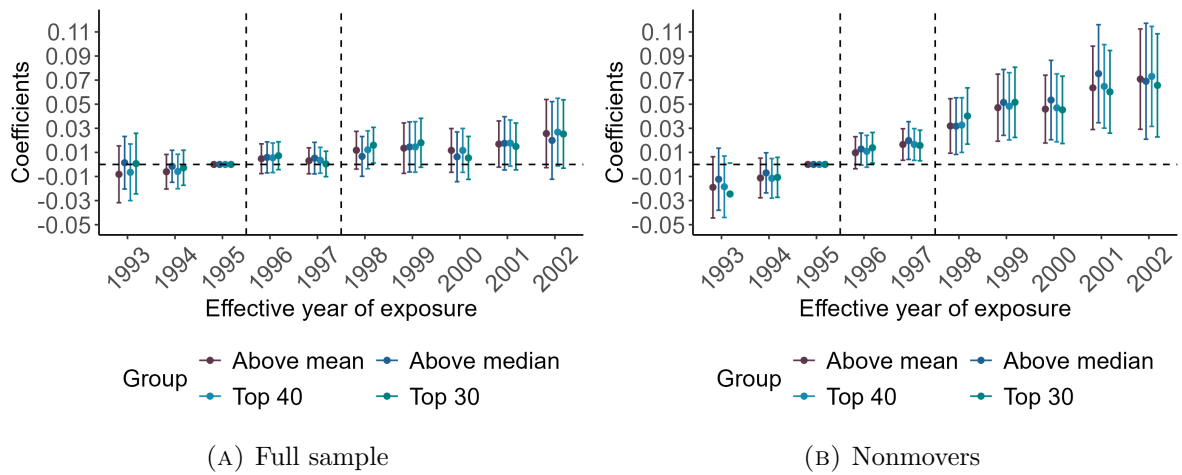 Coefficients
0.11
0.09
0.07
0.05
0.03
0.01
-0.01
-0.03
-0.05
1993 1994 1995 1996 1997 1998 1999 2000 2001 2002
Effective year of exposure
Group
Above mean Above median
Top 40 Top 30
(A) Full sample
Coefficients
0.11
0.09
0.07
0.05
0.03
0.01
-0.01
-0.03
-0.05
1993 1994 1995 1996 1997 1998 1999 2000 2001 2002
Effective year of exposure
Group
Above mean Above median
Top 40 Top 30
(B) Nonmovers